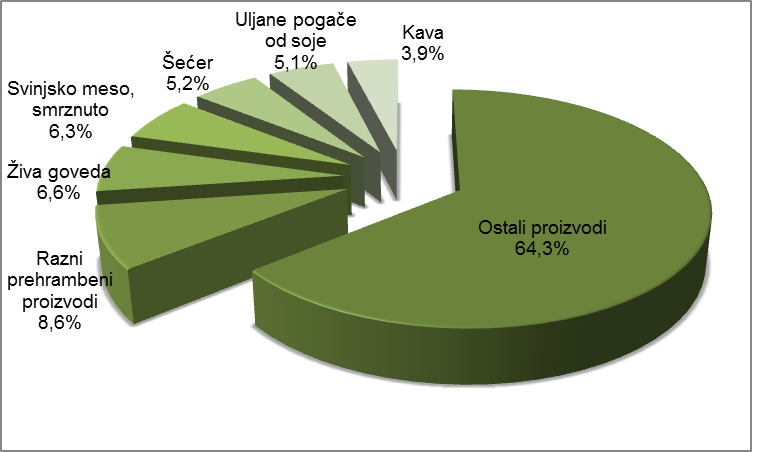 Uljane pogače
od soje
5,1%
Kava
3,9%
Šećer
5,2%
Svinjsko meso,
smrznuto
6,3%
Živa goveda
6,6%
Razni
prehrambeni
proizvodi
8,6%
Ostali proizvodi
64,3%